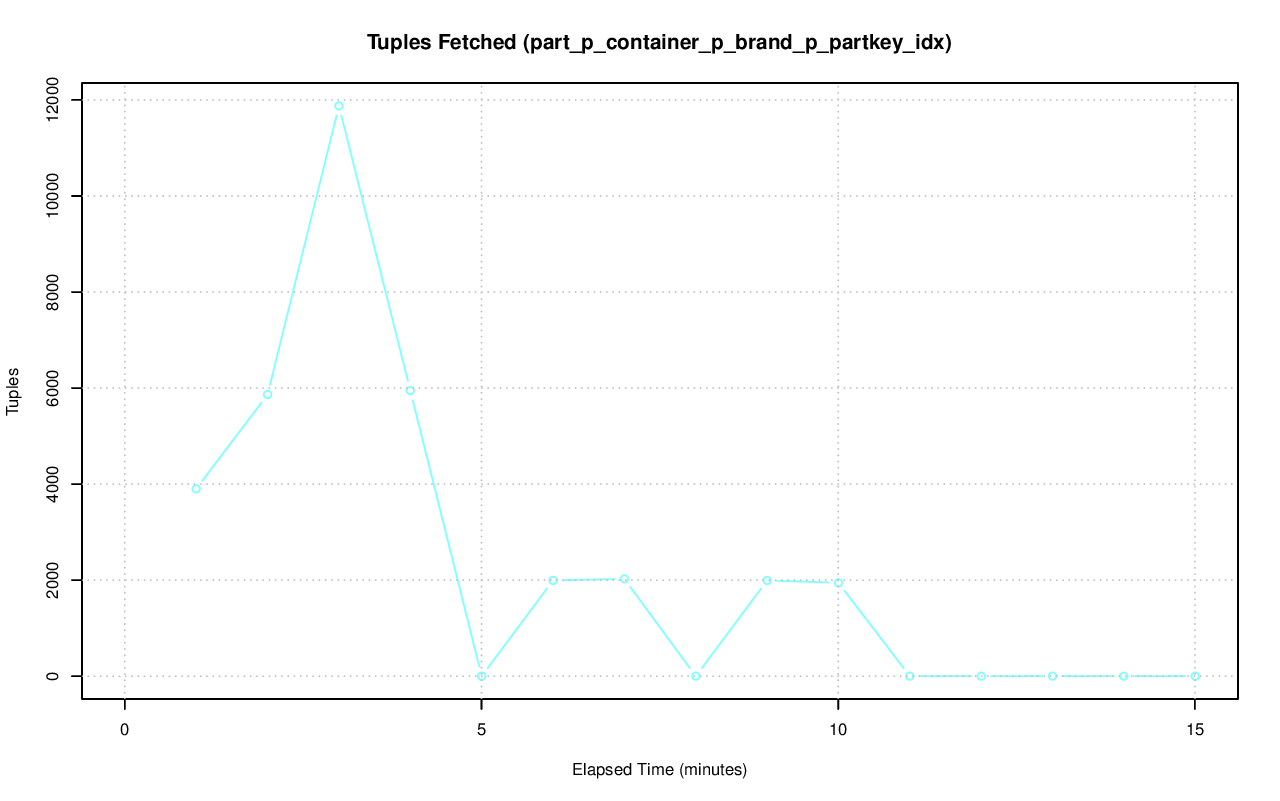 Tuples Fetched (part_p_container_p_brand_p_partkey_idx)
12000
10000
8000
6000
4000
2000
0
Tuples
0 5 10 15
Elapsed Time (minutes)